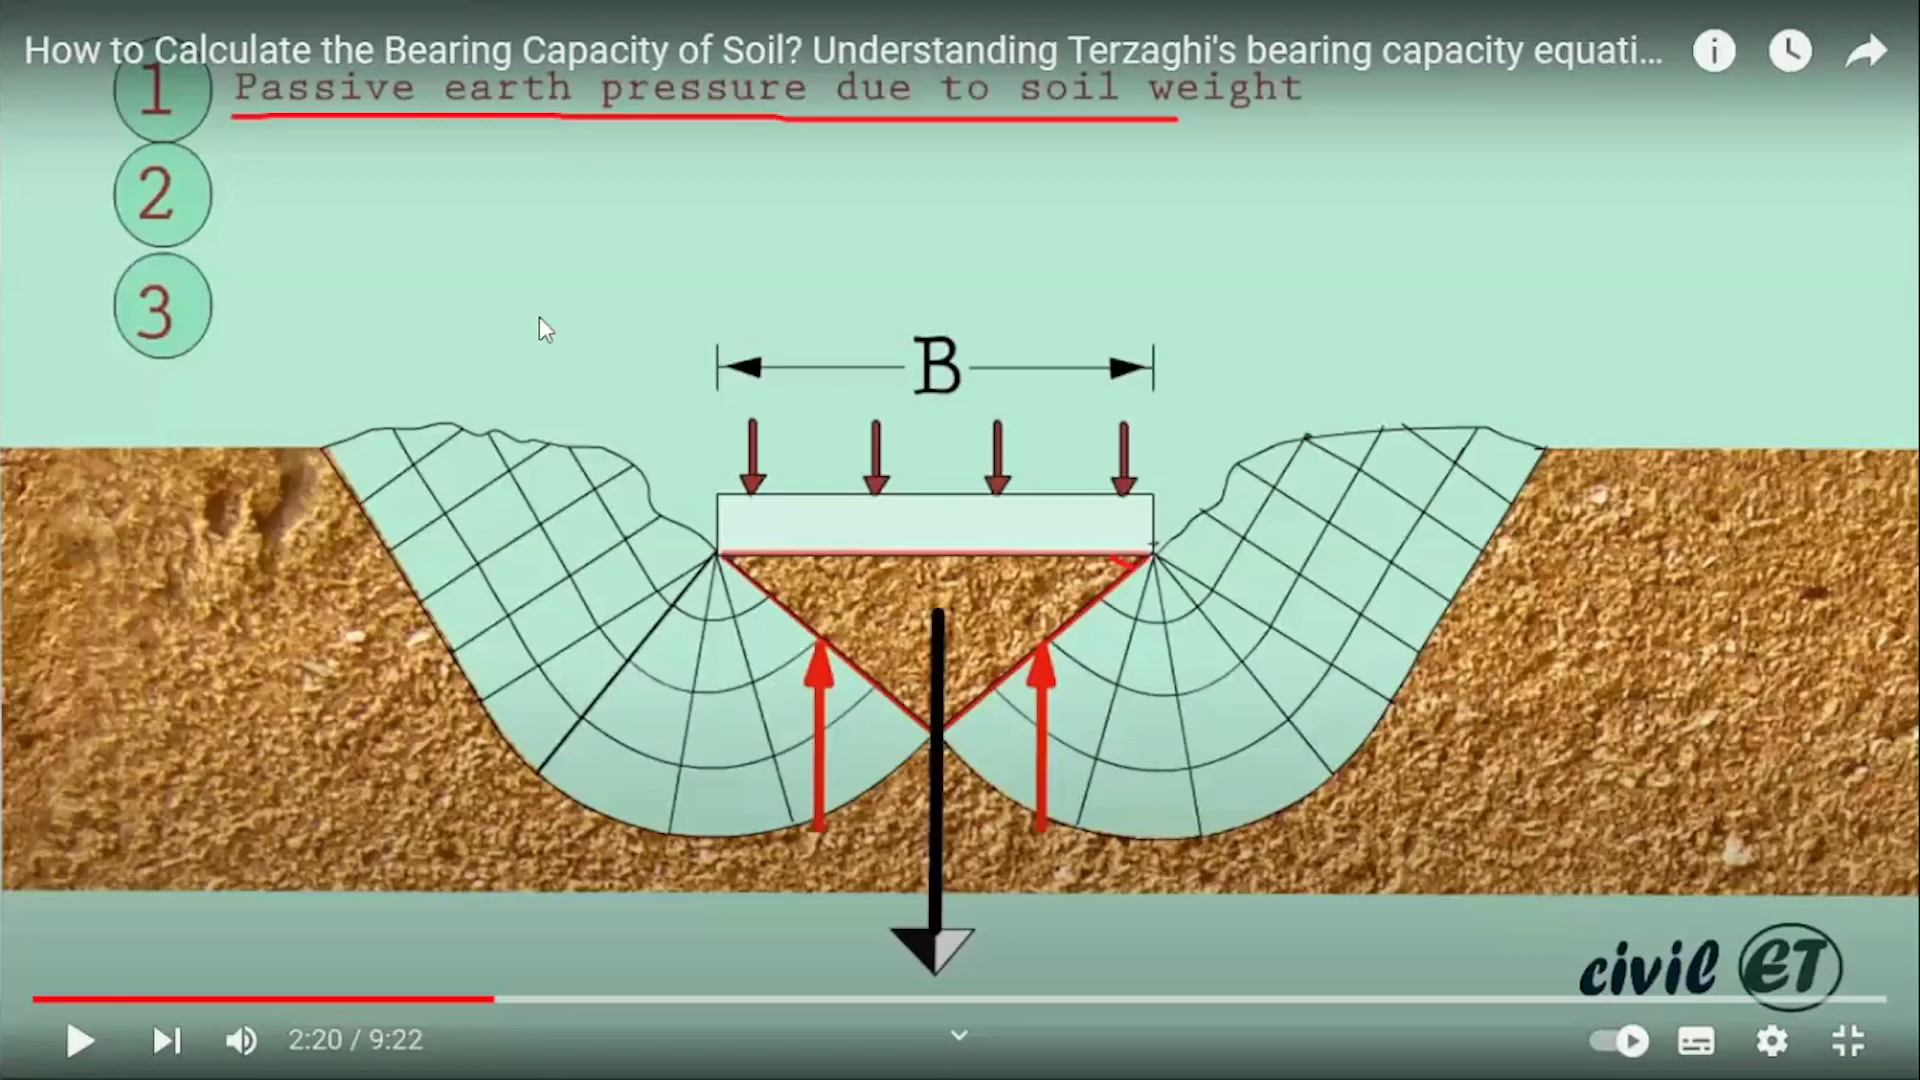 How to Calculate the Bearing Capacity of Soil? Understanding Terzaghi's bearing capacity equati...
1 Passive earth pressure due to soil weight
2
3
B
civil ET
2:20 / 9:22